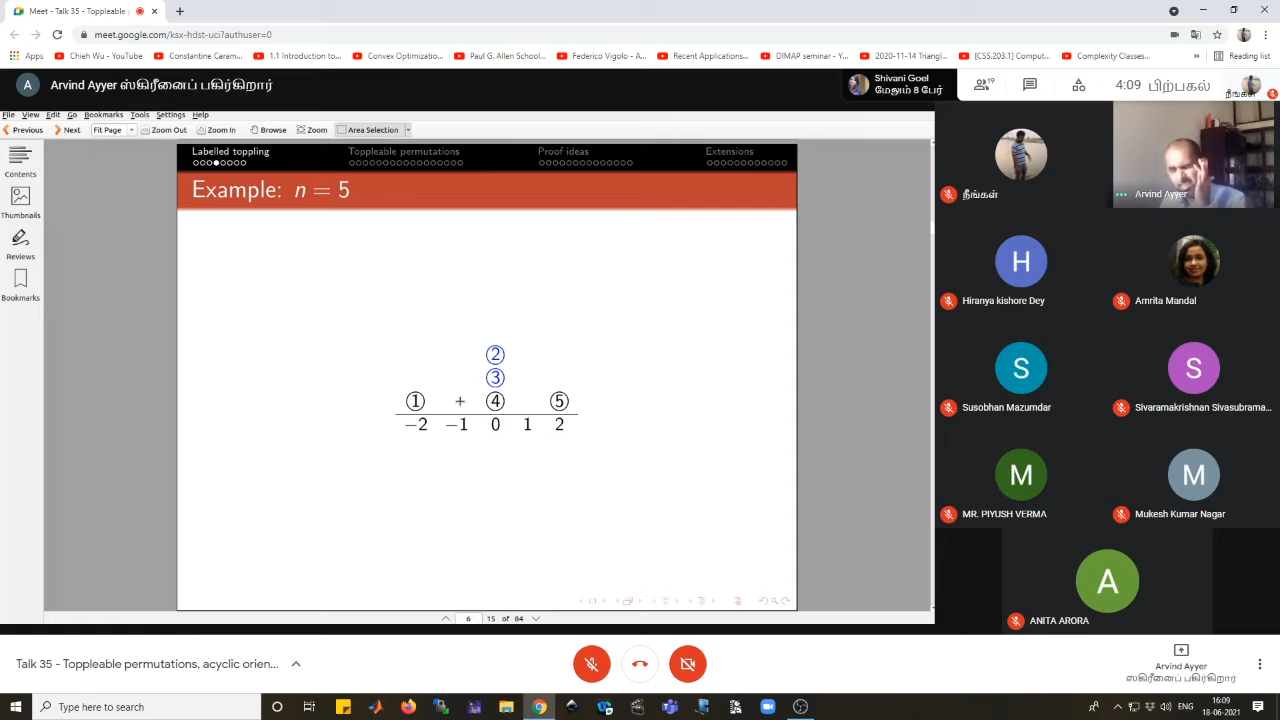 Meet - Talk 35 - Toppleable
meet.google.com/ksx-hdst-uci?authuser=0
Apps
Chieh Wu - YouTube
Constantine Caram...
1.1 Introduction to...
Convex Optimizatio...
Paul G. Allen School...
Federico Vigolo - A...
Recent Applications...
DIMAP seminar - Y...
2020-11-14 Triangl...
[CSS.203.1] Comput...
Complexity Classes...
»
Reading list
A
Arvind Ayyer ஸ்கிரீனைப் பகிர்கிறார்
Shivani Goel
மேலும் 8 பேர்
19
4:09 பிற்பகல்
நீங்கள்
File View Edit Go Bookmarks Tools Settings Help
Previous Next Fit Page Zoom Out Zoom In Browse Zoom Area Selection
Contents
Thumbnails
Reviews
Bookmarks
Labelled toppling Toppleable permutations Proof ideas Extensions
Example: n = 5
2
3
1 + 4 5
−2 −1 0 1 2
6 15 of 84
நீங்கள்
Arvind Ayyer
H
Hiranya kishore Dey
Amrita Mandal
S
Susobhan Mazumdar
S
Sivaramakrishnan Sivasubrama...
M
MR. PIYUSH VERMA
M
Mukesh Kumar Nagar
A
ANITA ARORA
Talk 35 - Toppleable permutations, acyclic orien...
Arvind Ayyer
ஸ்கிரீனைப் பகிர்கிறார்
Type here to search
ENG
16:09
18-06-2021